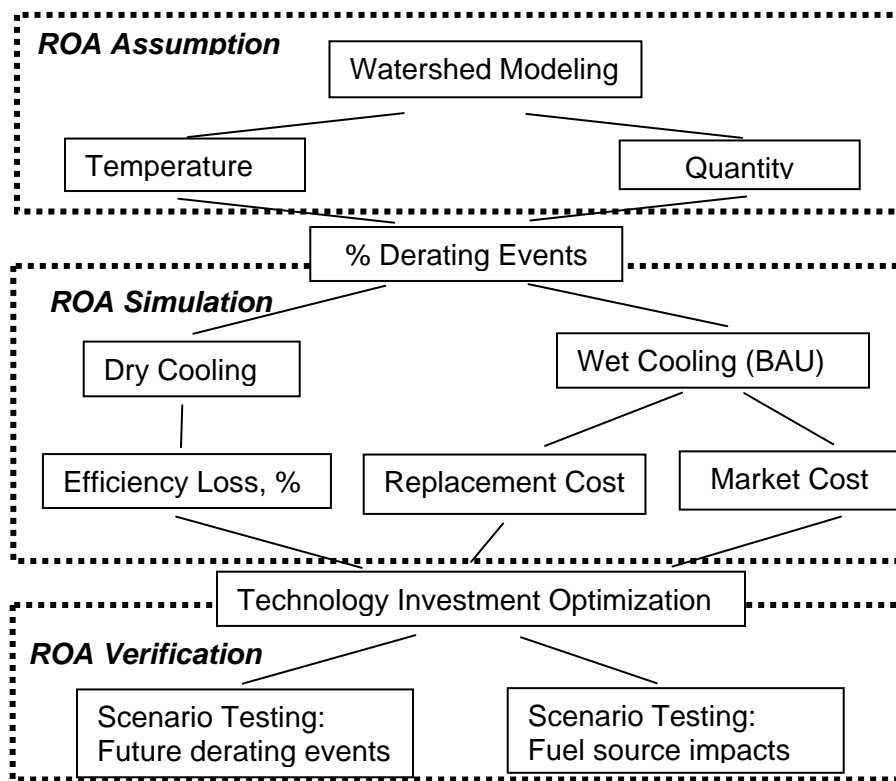 ROA Assumption
Watershed Modeling
Temperature
Quantity
% Derating Events
ROA Simulation
Dry Cooling
Wet Cooling (BAU)
Efficiency Loss, %
Replacement Cost
Market Cost
Technology Investment Optimization
ROA Verification
Scenario Testing:
Future derating events
Scenario Testing:
Fuel source impacts